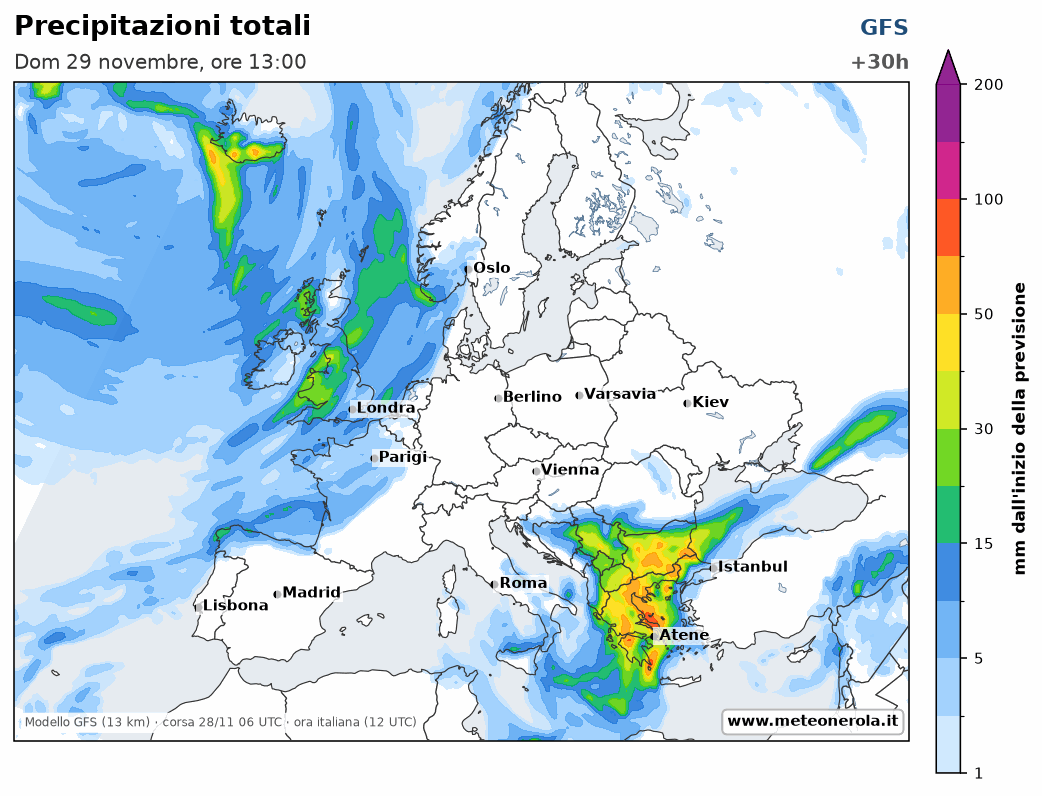 Precipitazioni totali
GFS
Dom 29 novembre, ore 13:00
+30h
200
100
50
30
15
5
1
mm dall'inizio della previsione
Oslo
Berlino
Varsavia
Kiev
Londra
Parigi
Vienna
Istanbul
Roma
Madrid
Lisbona
Atene
Modello GFS (13 km) · corsa 28/11 06 UTC · ora italiana (12 UTC)
www.meteonerola.it